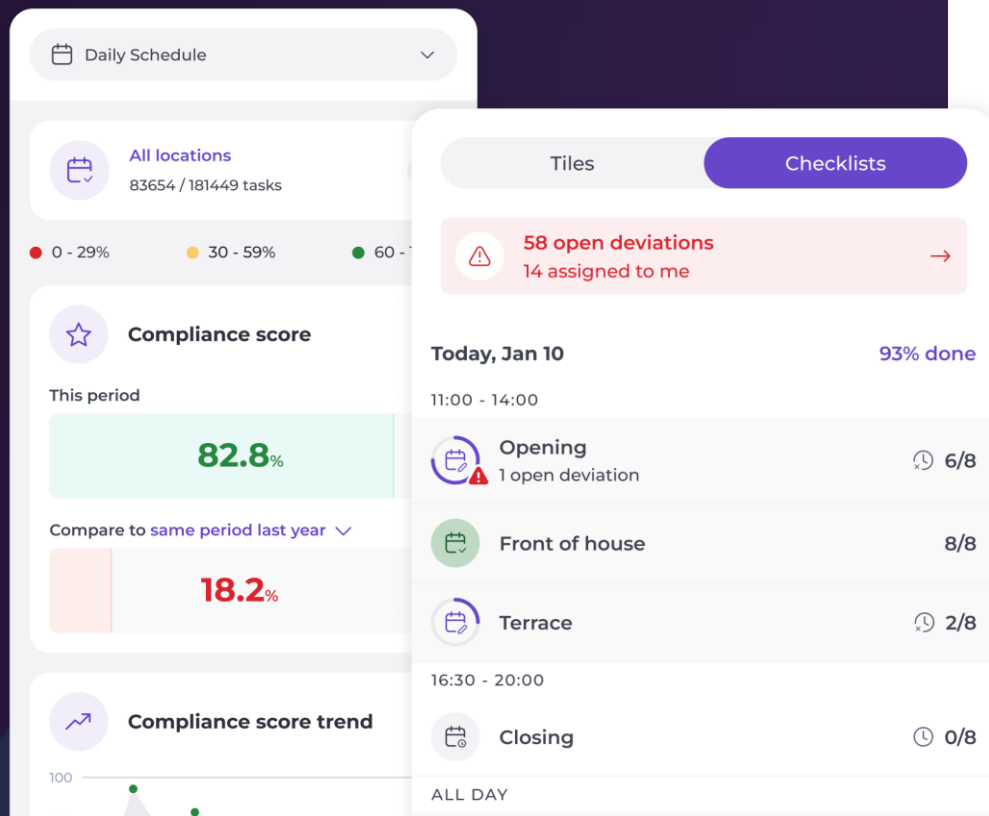 Daily Schedule
All locations
83654 / 181449 tasks
0 - 29%
30 - 59%
60 -
Compliance score
This period
82.8%
Compare to same period last year
18.2%
Compliance score trend
100
Tiles
Checklists
58 open deviations
14 assigned to me
Today, Jan 10
93% done
11:00 - 14:00
Opening
1 open deviation
6/8
Front of house
8/8
Terrace
2/8
16:30 - 20:00
Closing
0/8
ALL DAY